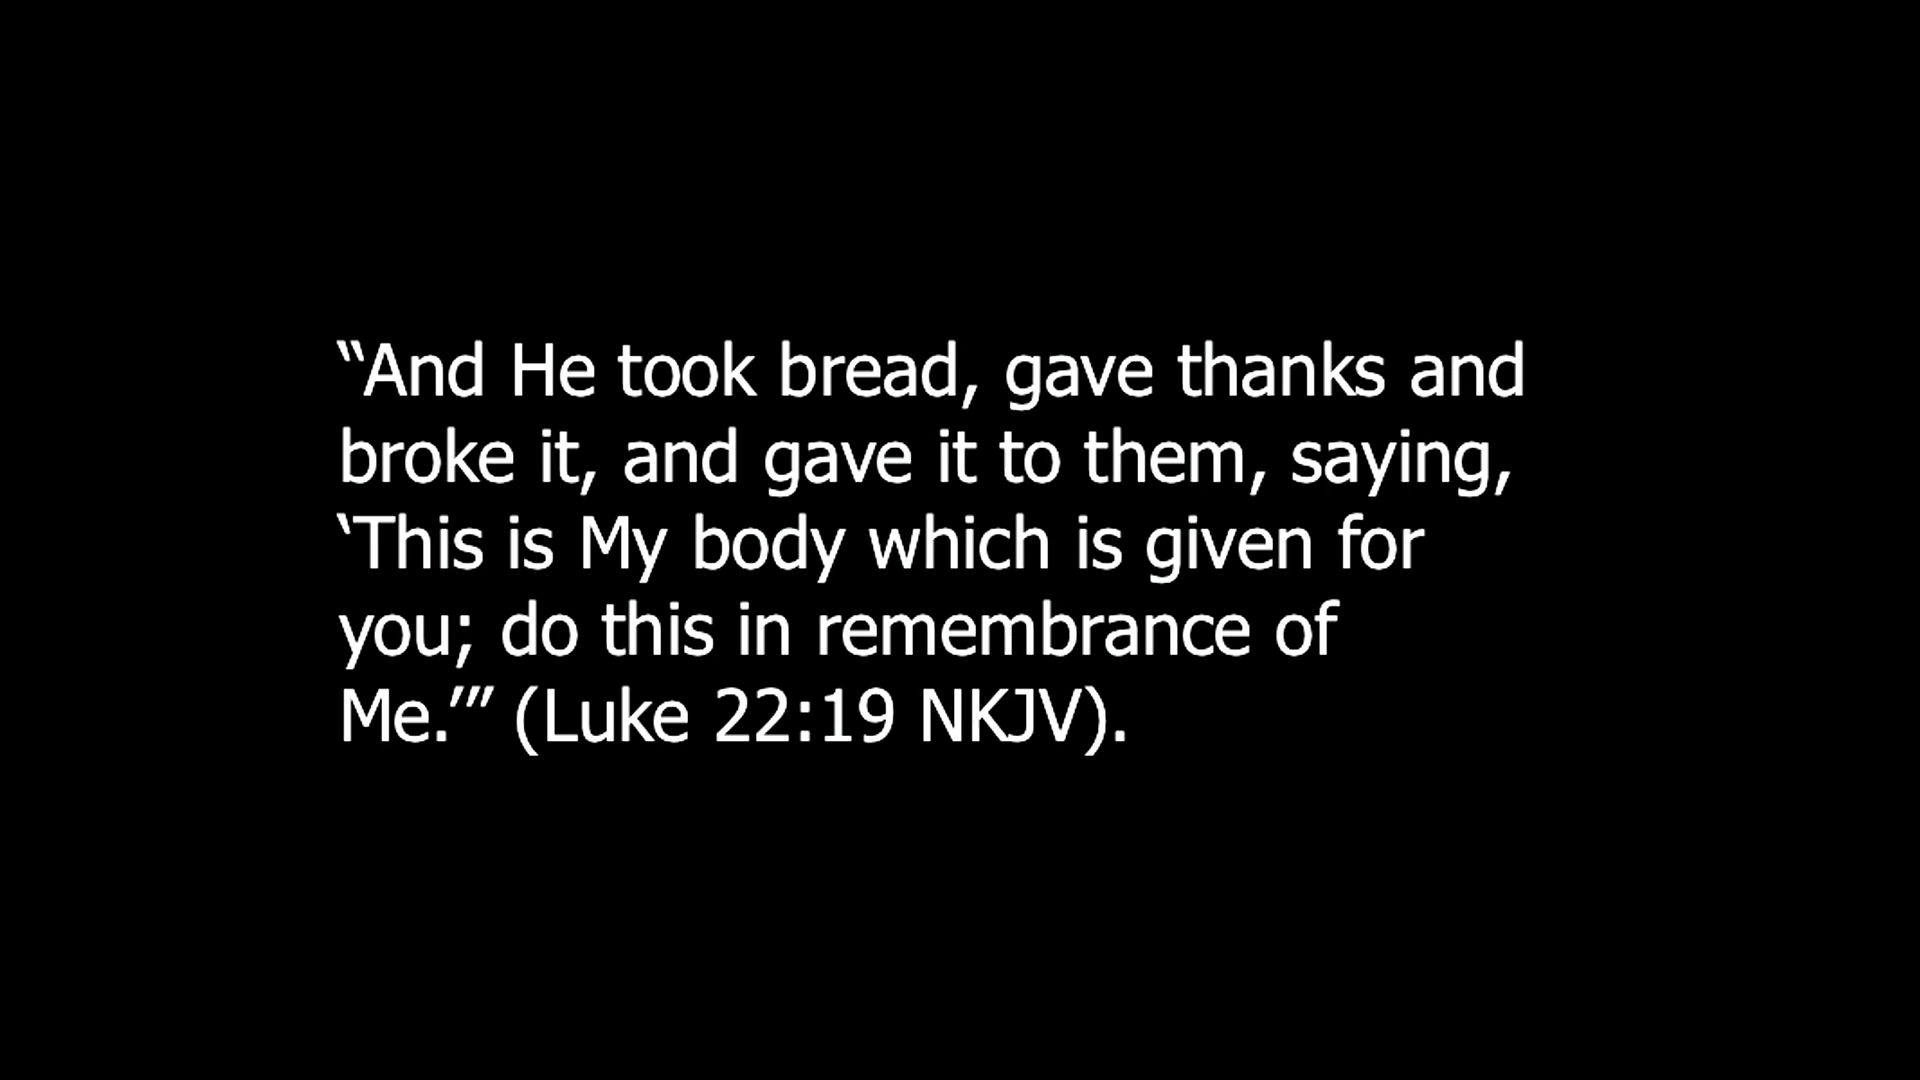 “And He took bread, gave thanks and
broke it, and gave it to them, saying,
‘This is My body which is given for
you; do this in remembrance of
Me.’” (Luke 22:19 NKJV).